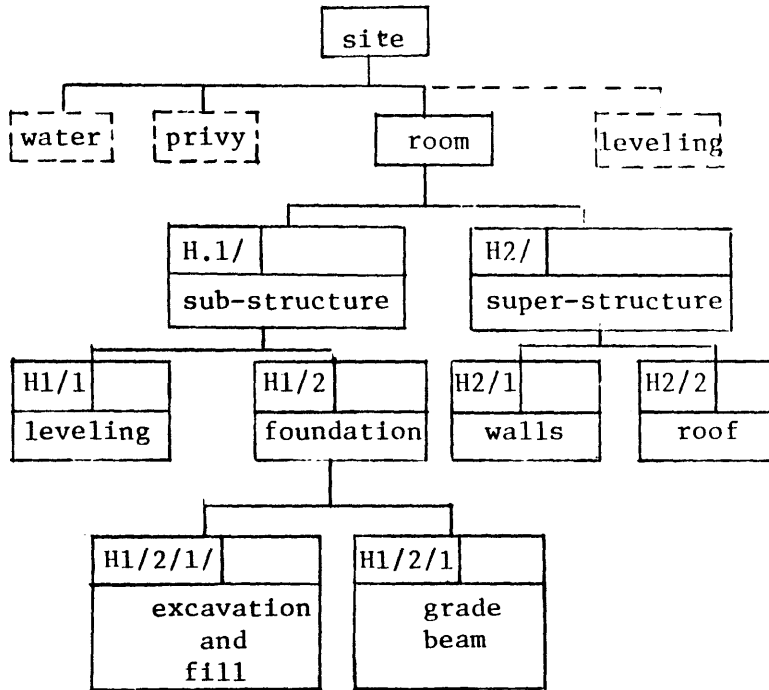 site
water privy room leveling
H.1/ H2/
sub-structure super-structure
H1/1 H1/2 H2/1 H2/2
leveling foundation walls roof
H1/2/1/ H1/2/1
excavation grade
and beam
fill